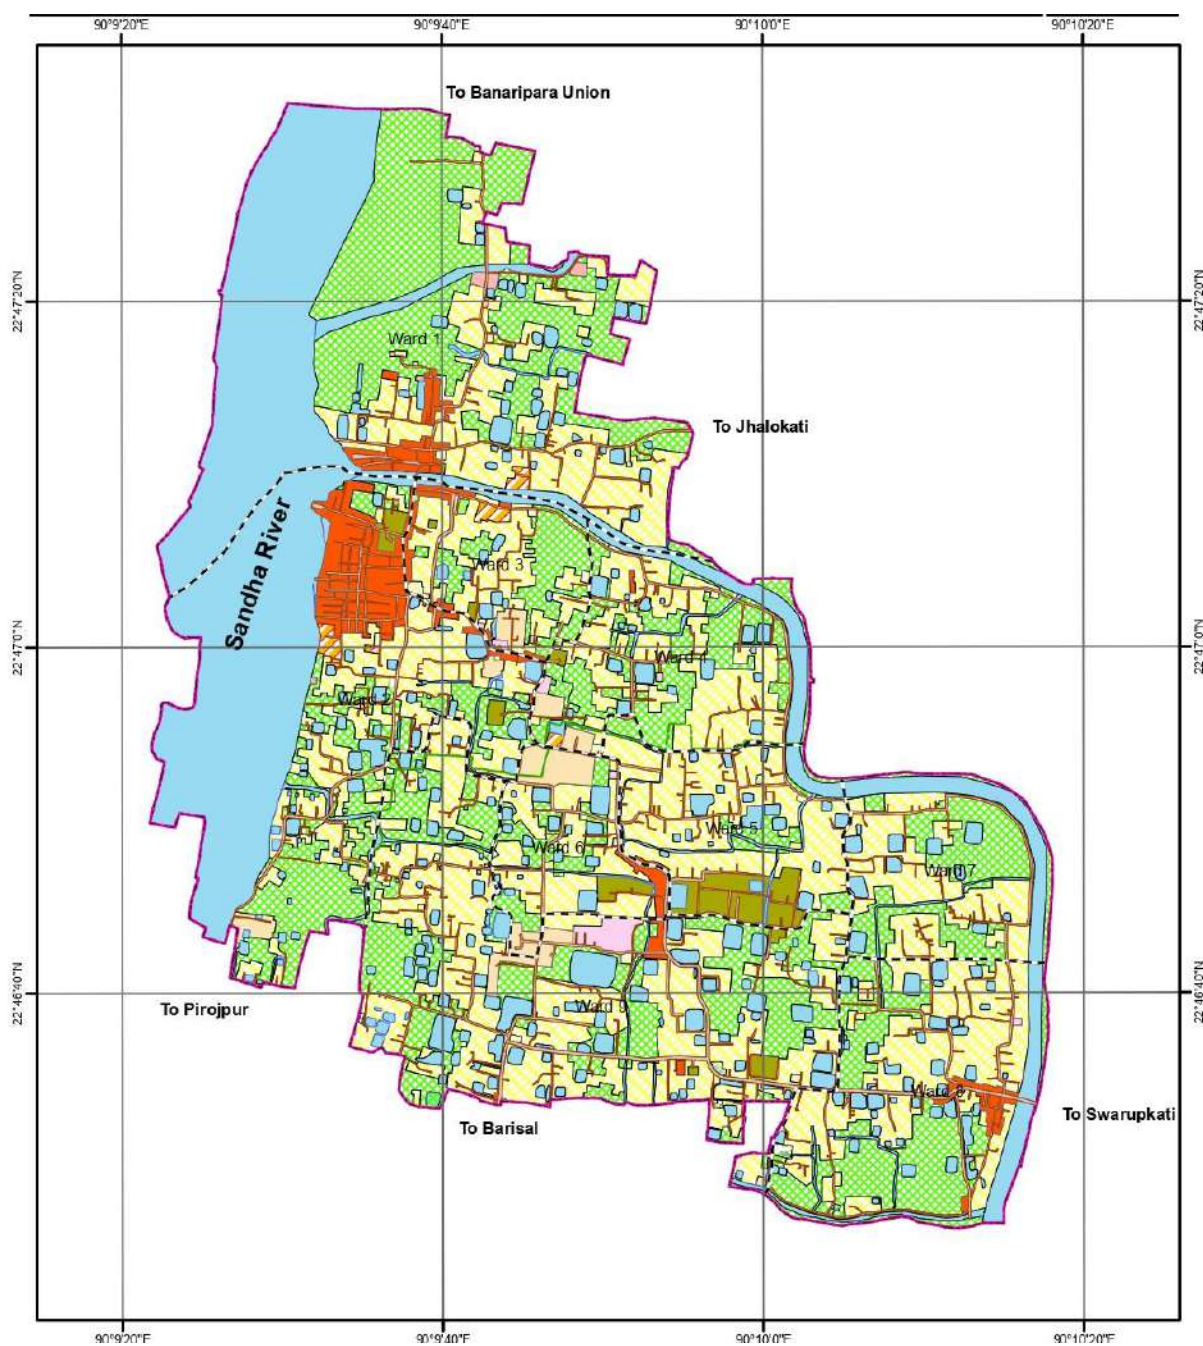 90°9'20"E 90°9'40"E 90°10'0"E 90°10'20"E
To Banaripara Union
22°47'20"N 22°47'20"N
Ward 1
To Jhalokati
Sandha River
Ward 3
22°47'0"N 22°47'0"N
Ward 4
Ward 2
Ward 5
Ward 6
Ward 7
22°46'40"N 22°46'40"N
To Pirojpur
Ward 9
Ward 8
To Swarupkati
To Barisal
90°9'20"E 90°9'40"E 90°10'0"E 90°10'20"E